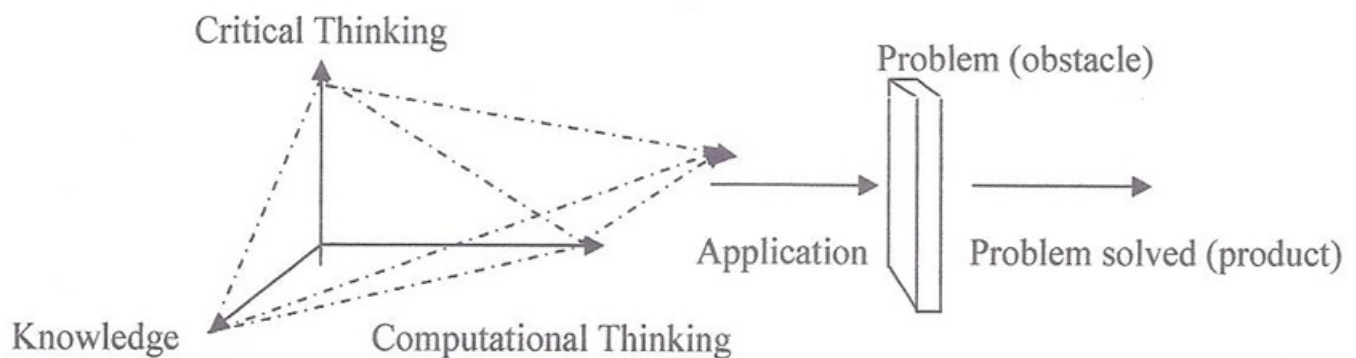 Critical Thinking
Problem (obstacle)
Application
Problem solved (product)
Knowledge
Computational Thinking